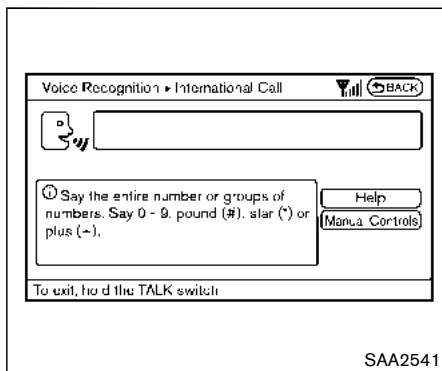 Voice Recognition ▸ International Call
BACK
Say the entire number or groups of
numbers. Say 0 - 9, pound (#), star (*) or
plus (+).
Help
Manual Controls
To exit, hold the TALK switch
SAA2541